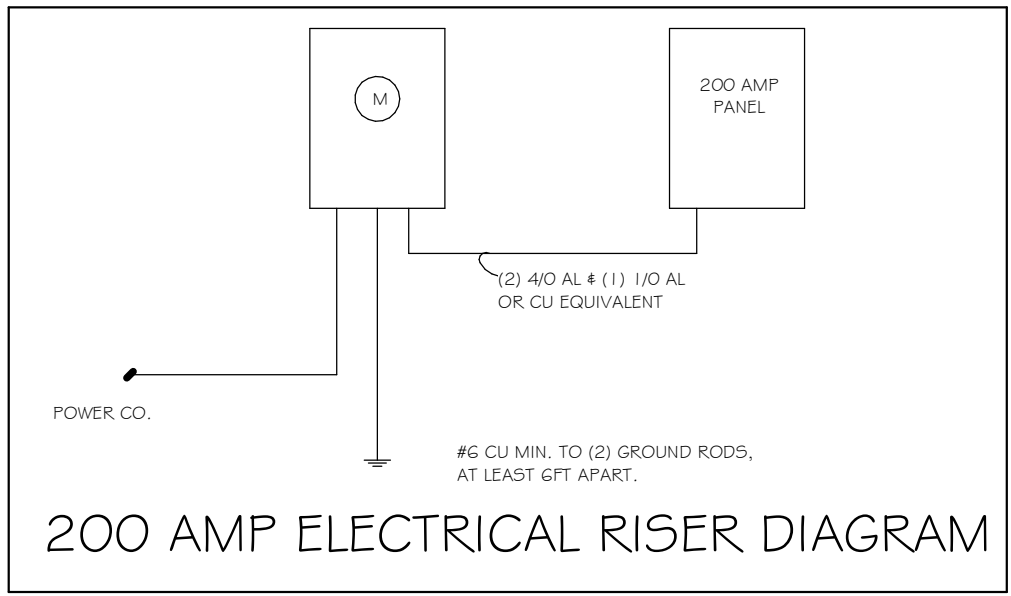 M
200 AMP
PANEL
(2) 4/0 AL & (1) 1/0 AL
OR CU EQUIVALENT
POWER CO.
#6 CU MIN. TO (2) GROUND RODS,
AT LEAST 6FT APART.
200 AMP ELECTRICAL RISER DIAGRAM